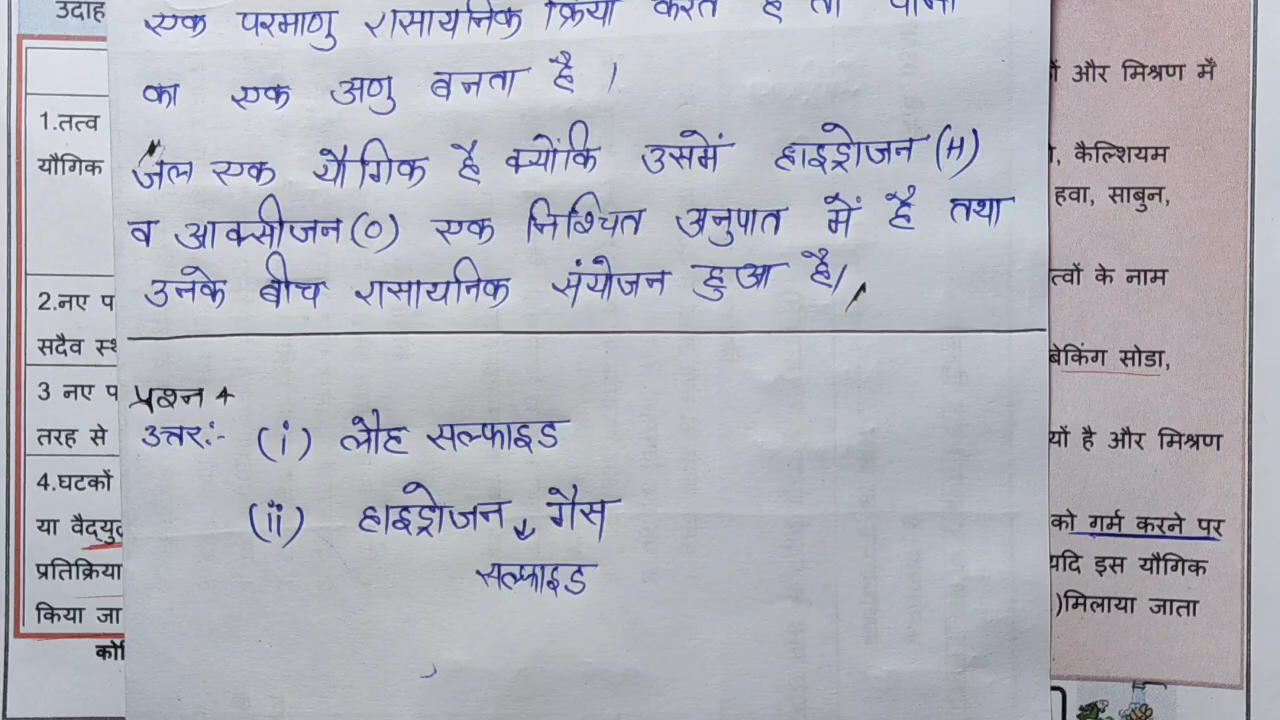 उदाह
1.तत्व
यौगिक
2.नए प
सदैव स्थ
3 नए प
तरह से
4.घटकों
या वैद्युत
प्रतिक्रिया
किया जा
एक परमाणु रासायनिक क्रिया करते है तो
का एक अणु बनता है ।
जल एक यौगिक है क्योंकि उसमें हाइड्रोजन (H)
व आक्सीजन (O) एक निश्चित अनुपात में है तथा
उनके बीच रासायनिक संयोजन हुआ है।
प्रश्न 4
उत्तर:- (i) लौह सल्फाइड
(ii) हाइड्रोजन गैस
सल्फाइड
और मिश्रण में
, कैल्शियम
हवा, साबुन,
त्वों के नाम
बेकिंग सोडा,
यों है और मिश्रण
को गर्म करने पर
यदि इस यौगिक
)मिलाया जाता